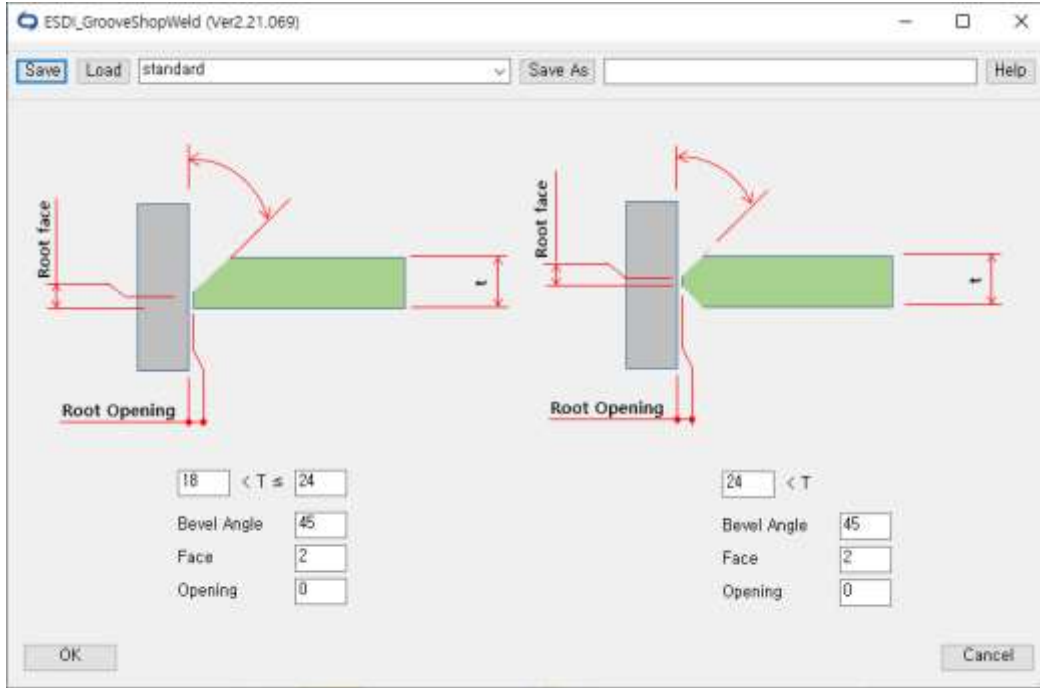 ESDI_GrooveShopWeld (Ver2.21.069)
Save Load standard Save As Help
Root face
t
Root Opening
Root face
t
Root Opening
18 < T ≤ 24
Bevel Angle 45
Face 2
Opening 0
24 < T
Bevel Angle 45
Face 2
Opening 0
OK Cancel